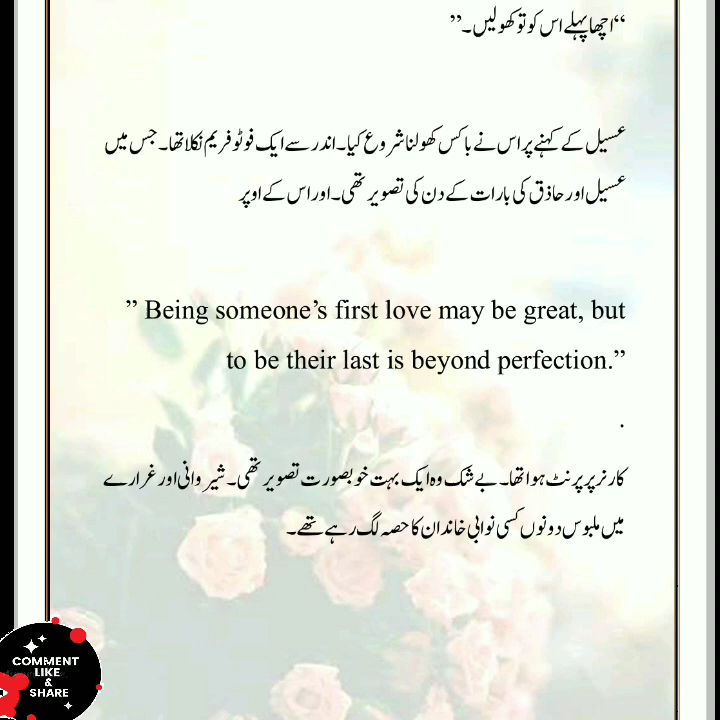 “اچھا پہلے اس کو تو کھولیں۔”
عسیل کے کہنے پر اس نے باکس کھولنا شروع کیا۔ اندر سے ایک فوٹو فریم نکلا تھا۔ جس میں
عسیل اور حاذق کی بارات کے دن کی تصویر تھی۔ اور اس کے اوپر
” Being someone’s first love may be great, but
to be their last is beyond perfection.”
.
کارنر پر پرنٹ ہوا تھا۔ بے شک وہ ایک بہت خوبصورت تصویر تھی۔ شیروانی اور غرارے
میں ملبوس دونوں کسی نوابی خاندان کا حصہ لگ رہے تھے۔
COMMENT
LIKE
&
SHARE